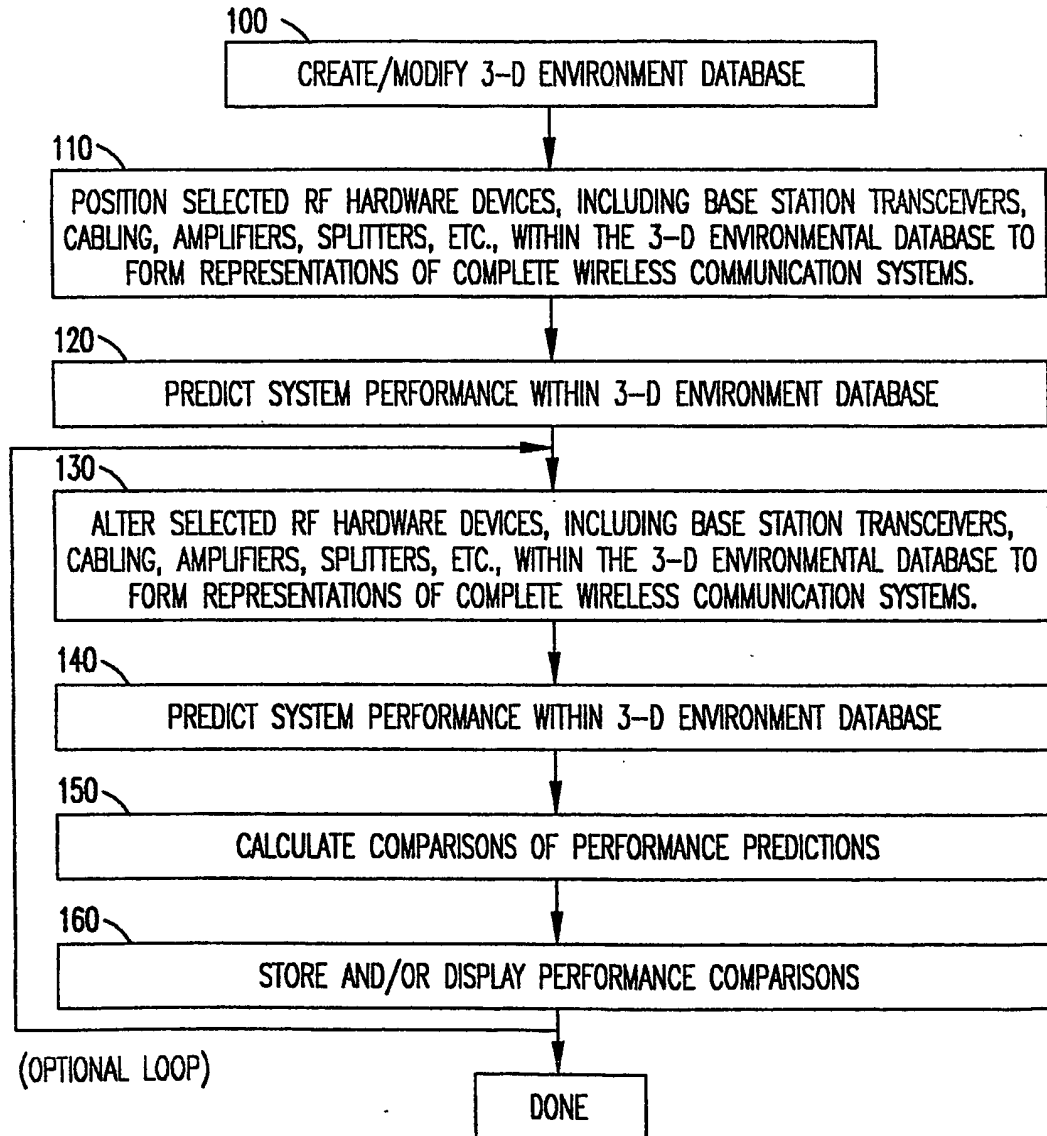 100
CREATE/MODIFY 3-D ENVIRONMENT DATABASE
110
POSITION SELECTED RF HARDWARE DEVICES, INCLUDING BASE STATION TRANSCEIVERS,
CABLING, AMPLIFIERS, SPLITTERS, ETC., WITHIN THE 3-D ENVIRONMENTAL DATABASE TO
FORM REPRESENTATIONS OF COMPLETE WIRELESS COMMUNICATION SYSTEMS.
120
PREDICT SYSTEM PERFORMANCE WITHIN 3-D ENVIRONMENT DATABASE
130
ALTER SELECTED RF HARDWARE DEVICES, INCLUDING BASE STATION TRANSCEIVERS,
CABLING, AMPLIFIERS, SPLITTERS, ETC., WITHIN THE 3-D ENVIRONMENTAL DATABASE TO
FORM REPRESENTATIONS OF COMPLETE WIRELESS COMMUNICATION SYSTEMS.
140
PREDICT SYSTEM PERFORMANCE WITHIN 3-D ENVIRONMENT DATABASE
150
CALCULATE COMPARISONS OF PERFORMANCE PREDICTIONS
160
STORE AND/OR DISPLAY PERFORMANCE COMPARISONS
(OPTIONAL LOOP)
DONE